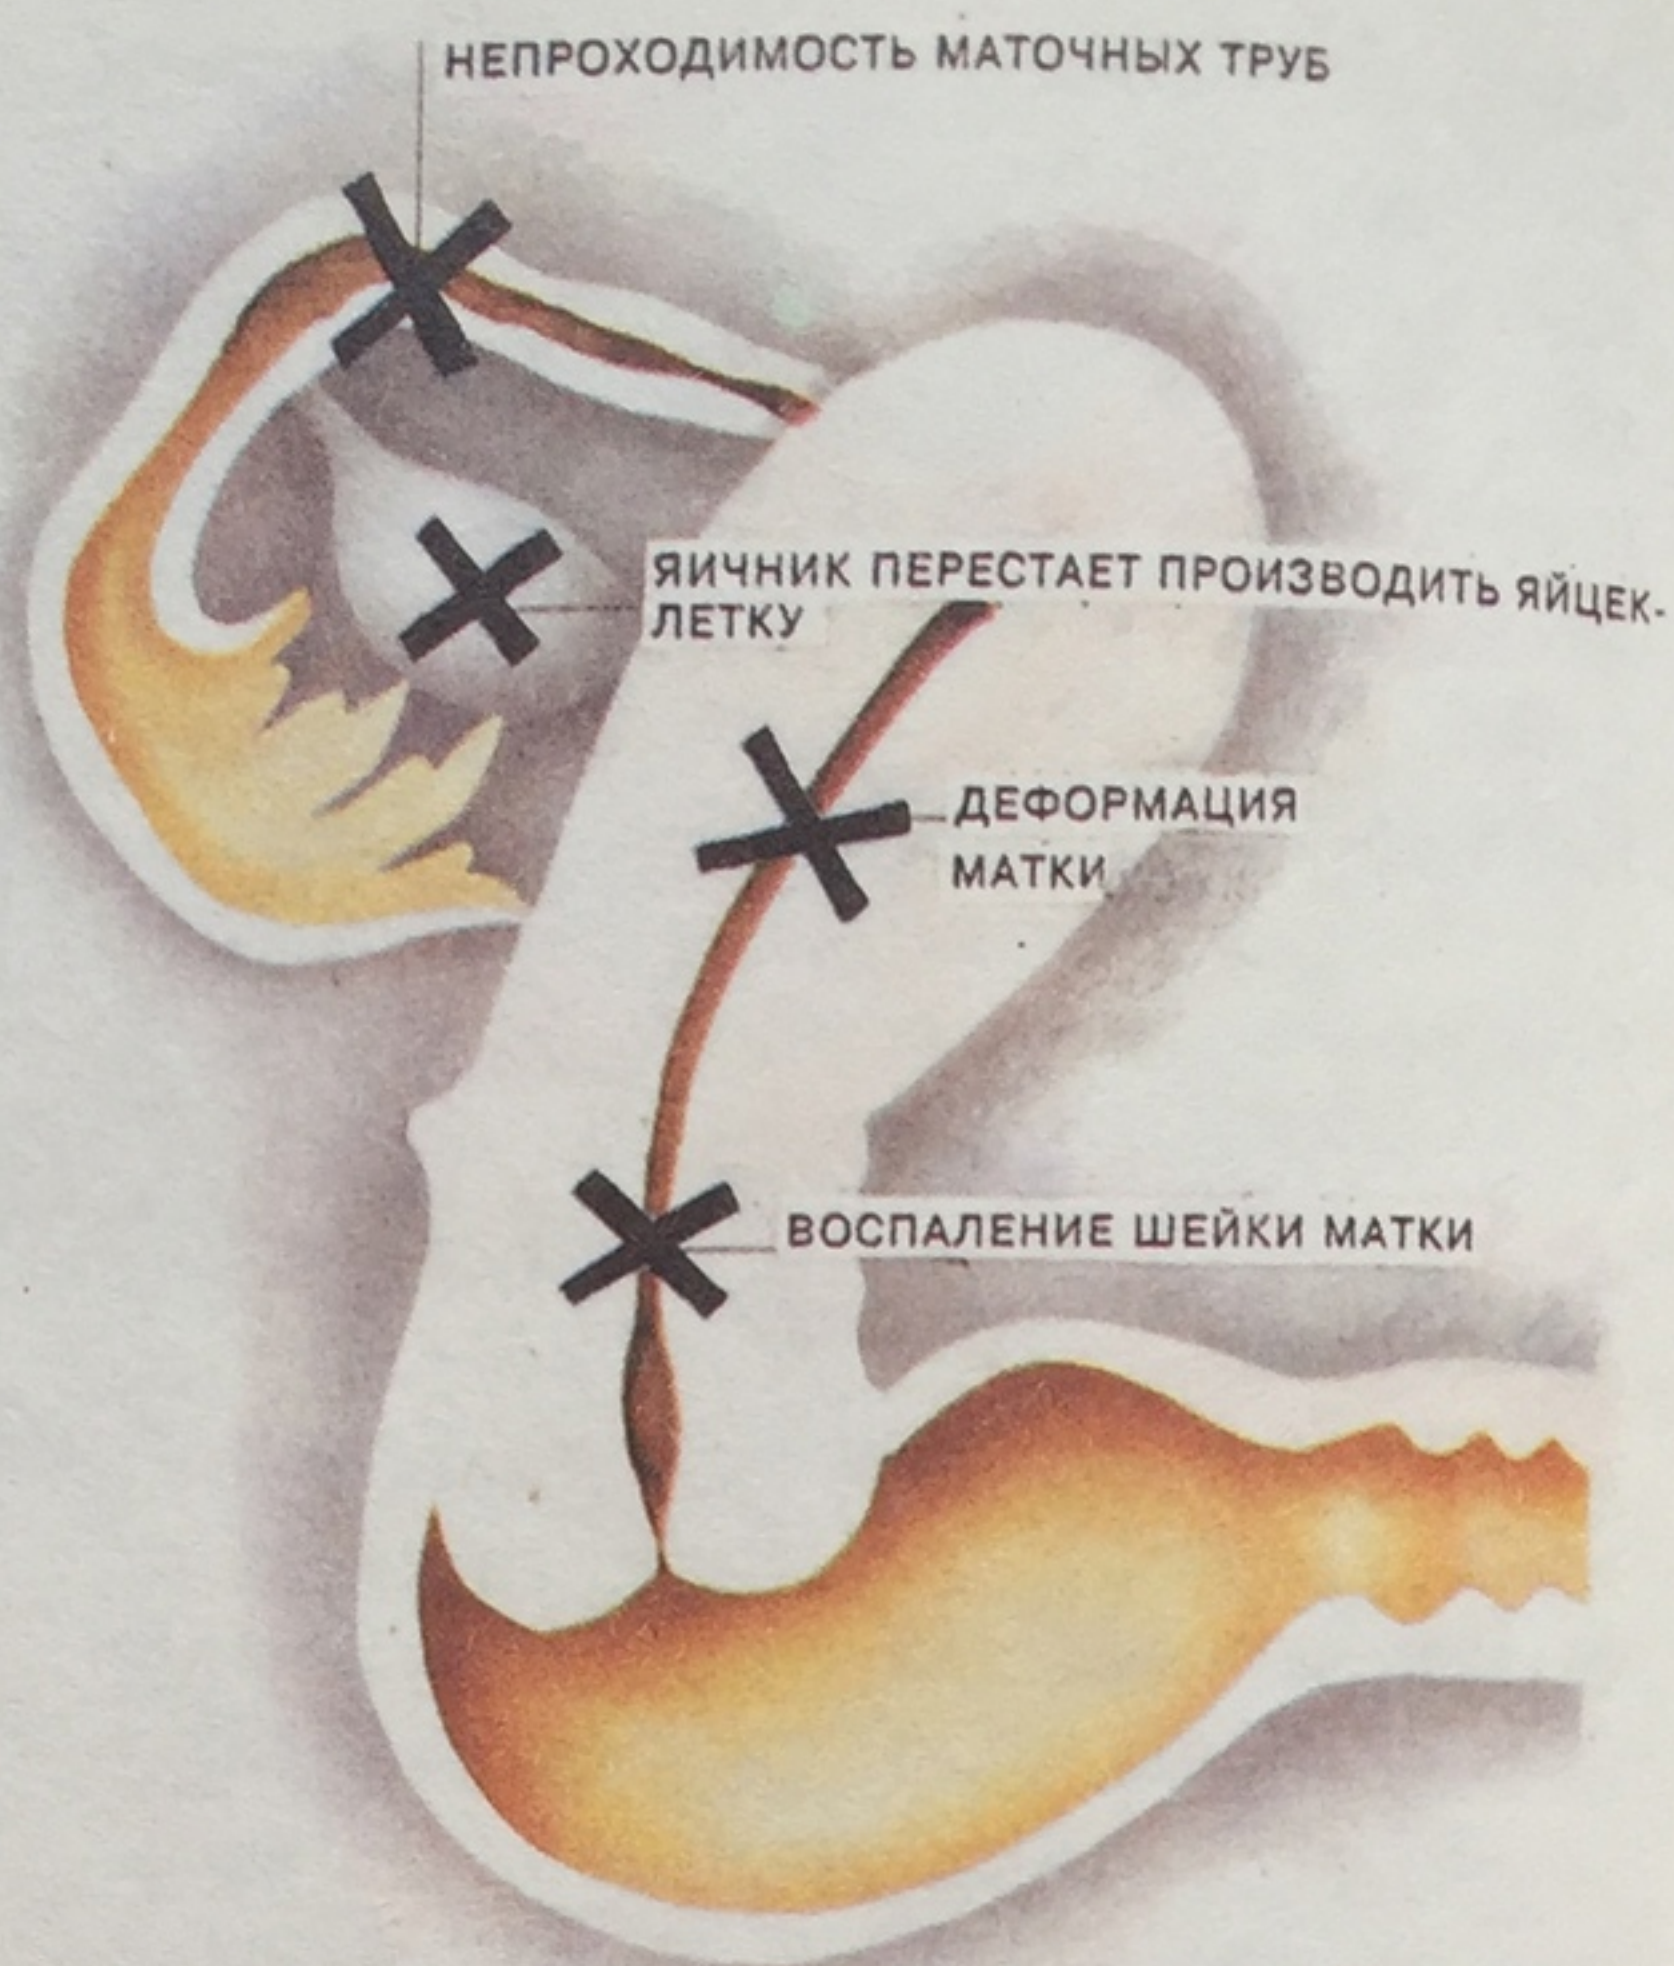 НЕПРОХОДИМОСТЬ МАТОЧНЫХ ТРУБ
ЯИЧНИК ПЕРЕСТАЕТ ПРОИЗВОДИТЬ ЯЙЦЕК-
ЛЕТКУ
ДЕФОРМАЦИЯ
МАТКИ
ВОСПАЛЕНИЕ ШЕЙКИ МАТКИ